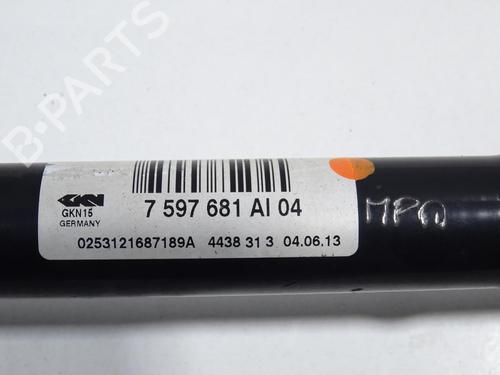 B-PARTS
GKN
GKN15
GERMANY
7 597 681 AI 04
0253121687189A 4438 31 3 04.06.13
MPQ